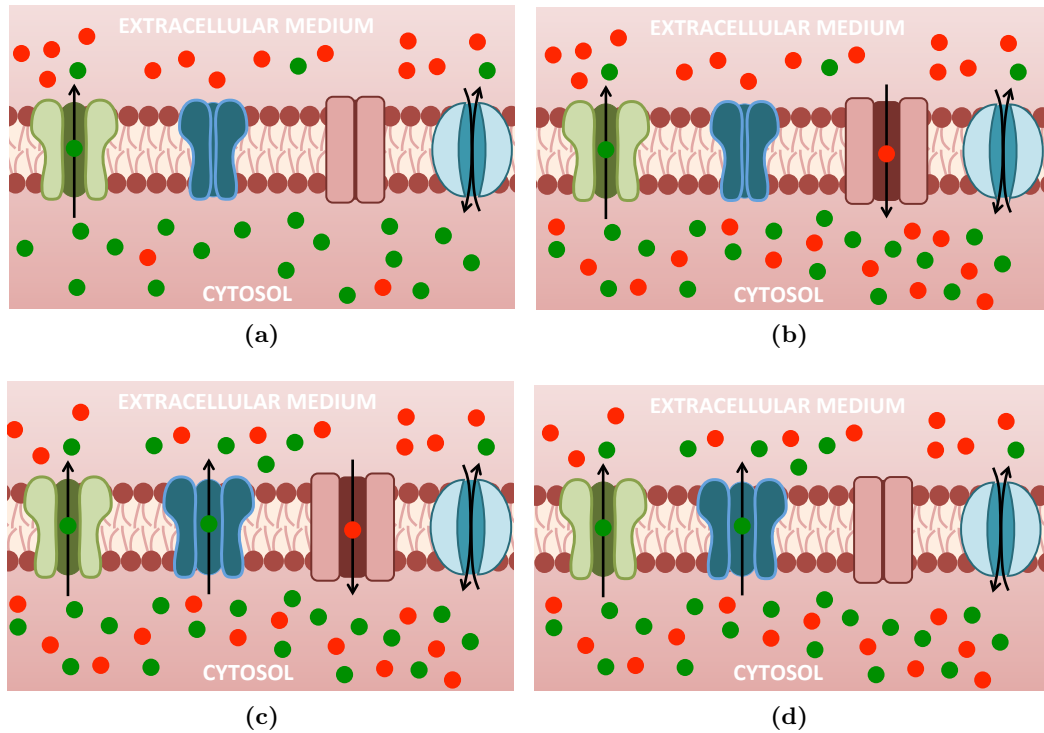 EXTRACELLULAR MEDIUM
CYTOSOL
(a)
EXTRACELLULAR MEDIUM
CYTOSOL
(b)
EXTRACELLULAR MEDIUM
CYTOSOL
(c)
EXTRACELLULAR MEDIUM
CYTOSOL
(d)